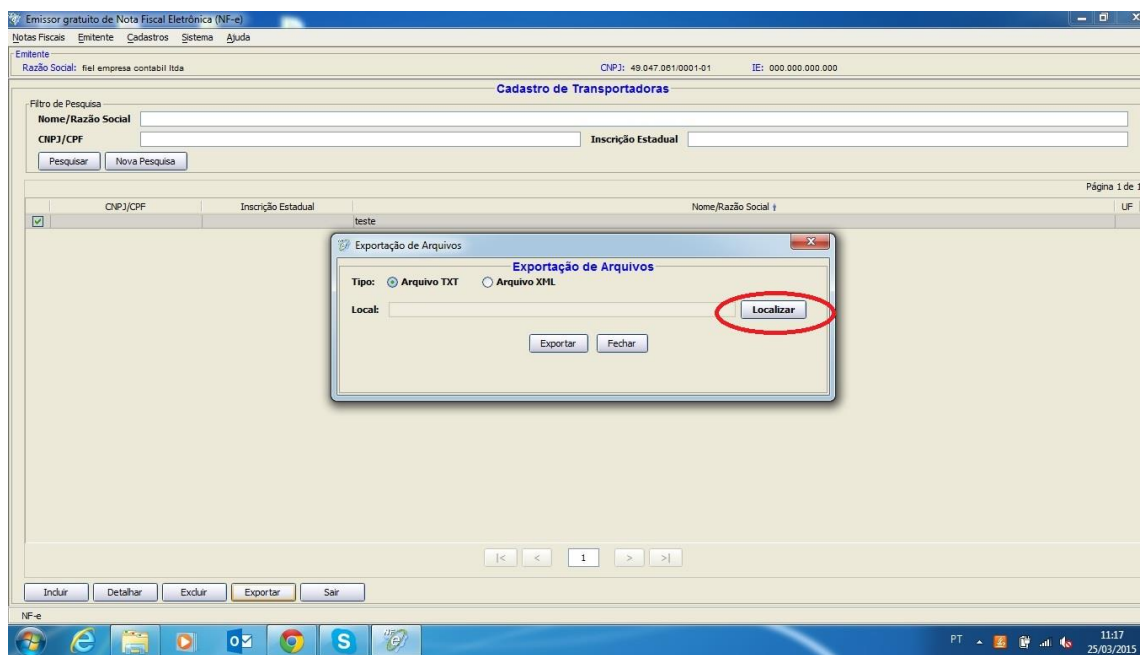 Emissor gratuito de Nota Fiscal Eletrônica (NF-e)
Notas Fiscais Emitente Cadastros Sistema Ajuda
Emitente
Razão Social: fiel empresa contabil ltda CNPJ: 49.047.061/0001-01 IE: 000.000.000.000
Cadastro de Transportadoras
Filtro de Pesquisa
Nome/Razão Social
CNPJ/CPF Inscrição Estadual
Pesquisar Nova Pesquisa
Página 1 de 1
CNPJ/CPF Inscrição Estadual Nome/Razão Social UF
teste
Exportação de Arquivos
Exportação de Arquivos
Tipo: Arquivo TXT Arquivo XML
Local: Localizar
Exportar Fechar
|< < 1 > >|
Incluir Detalhar Excluir Exportar Sair
NF-e
PT 11:17
25/03/2015